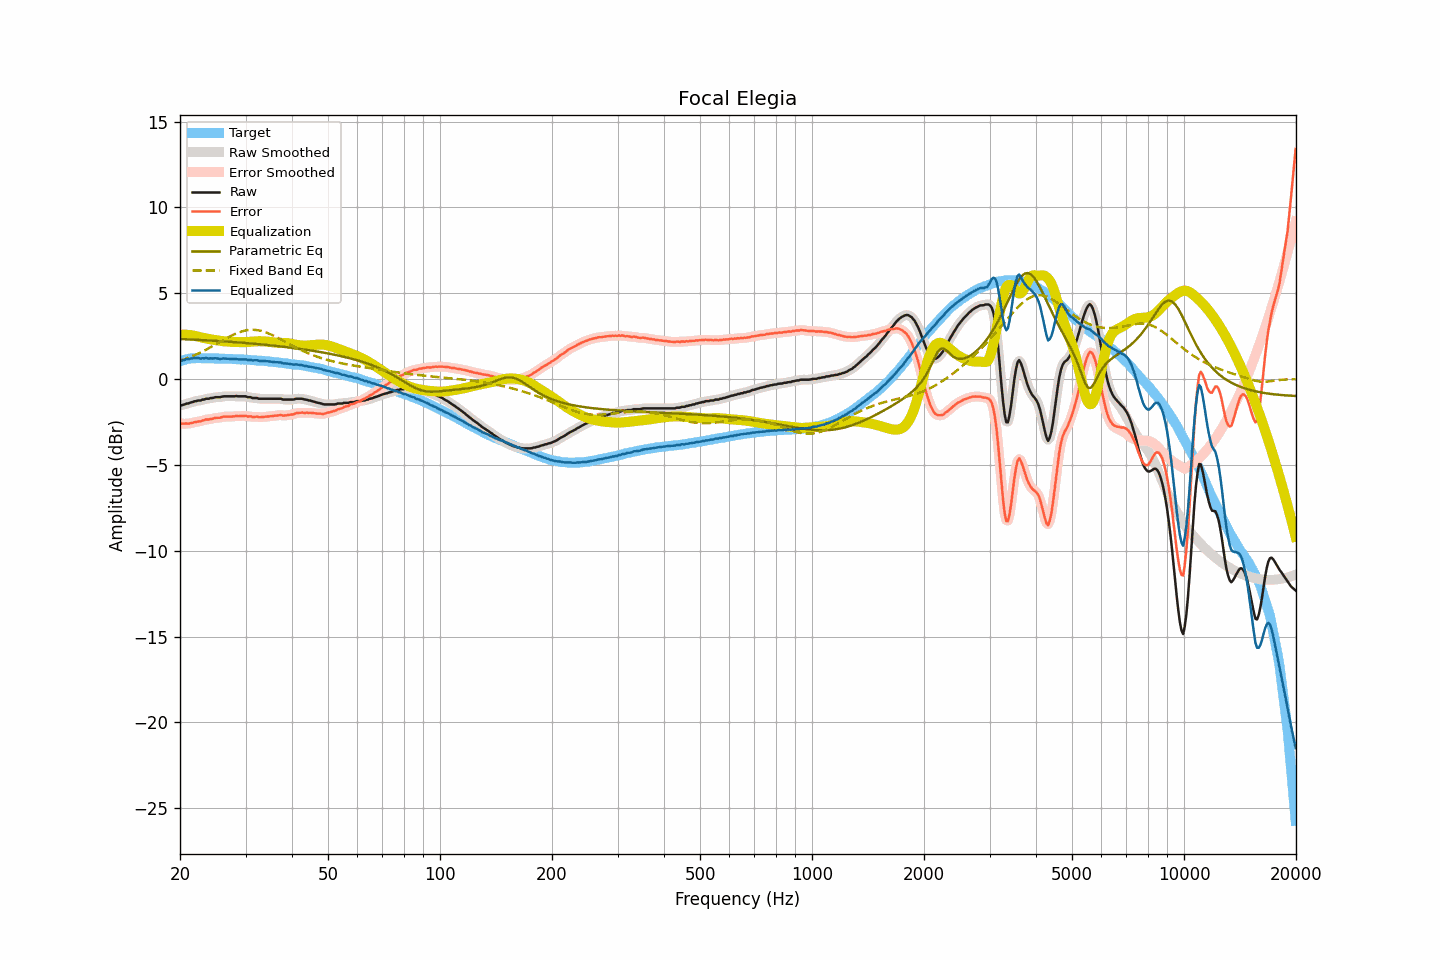 Focal Elegia
15
10
5
0
−5
−10
−15
−20
−25
Amplitude (dBr)
Target
Raw Smoothed
Error Smoothed
Raw
Error
Equalization
Parametric Eq
Fixed Band Eq
Equalized
20 50 100 200 500 1000 2000 5000 10000 20000
Frequency (Hz)